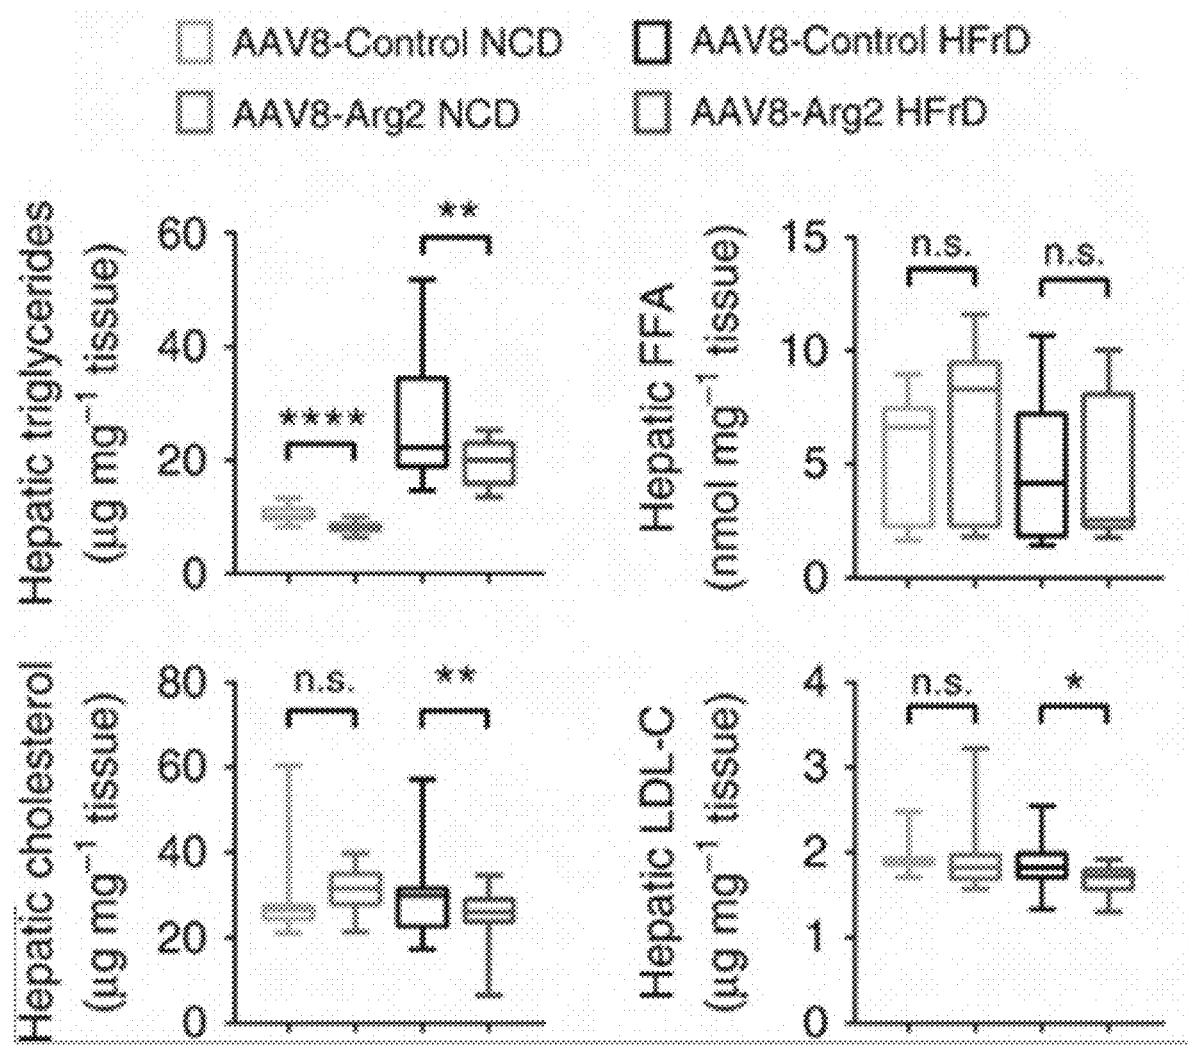 AAV8-Control NCD
AAV8-Control HFrD
AAV8-Arg2 NCD
AAV8-Arg2 HFrD
Hepatic triglycerides
(µg mg⁻¹ tissue)
60
40
20
0
****
**
Hepatic FFA
(nmol mg⁻¹ tissue)
15
10
5
0
n.s.
n.s.
Hepatic cholesterol
(µg mg⁻¹ tissue)
80
60
40
20
0
n.s.
**
Hepatic LDL-C
(µg mg⁻¹ tissue)
4
3
2
1
0
n.s.
*